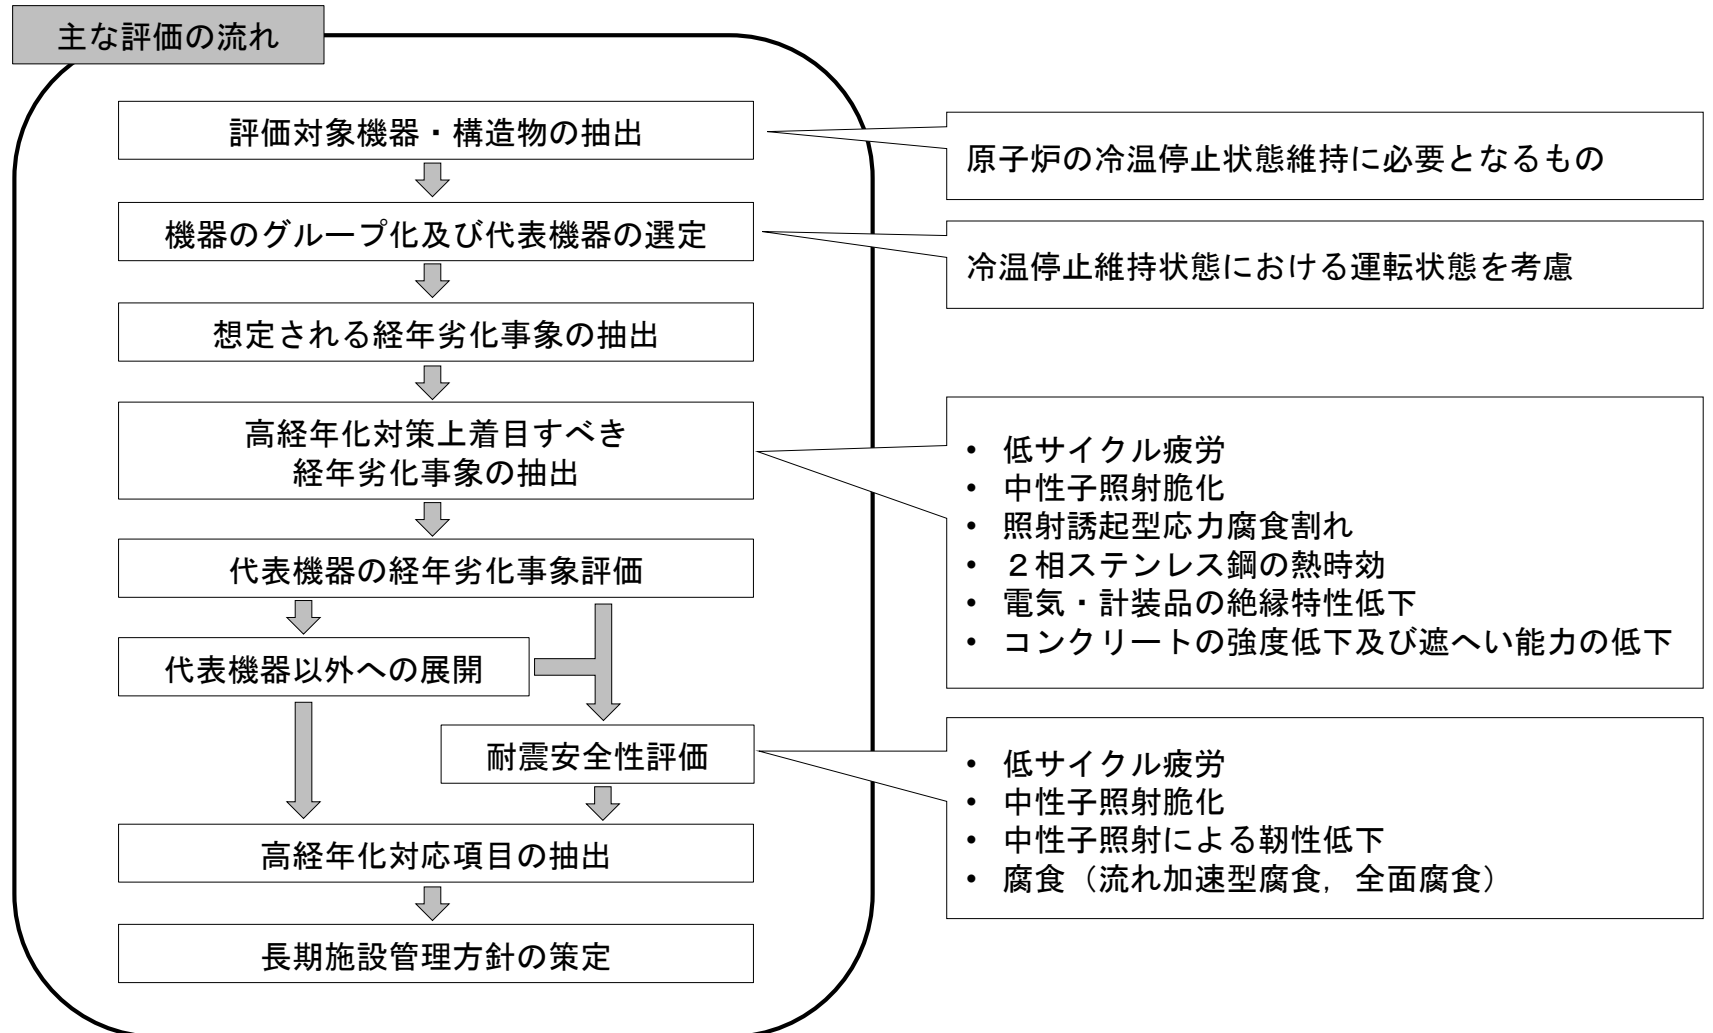 主な評価の流れ
評価対象機器・構造物の抽出
原子炉の冷温停止状態維持に必要となるもの
機器のグループ化及び代表機器の選定
冷温停止維持状態における運転状態を考慮
想定される経年劣化事象の抽出
高経年化対策上着目すべき
経年劣化事象の抽出
• 低サイクル疲労
• 中性子照射脆化
• 照射誘起型応力腐食割れ
• ２相ステンレス鋼の熱時効
• 電気・計装品の絶縁特性低下
• コンクリートの強度低下及び遮へい能力の低下
代表機器の経年劣化事象評価
代表機器以外への展開
耐震安全性評価
• 低サイクル疲労
• 中性子照射脆化
• 中性子照射による靭性低下
• 腐食（流れ加速型腐食，全面腐食）
高経年化対応項目の抽出
長期施設管理方針の策定